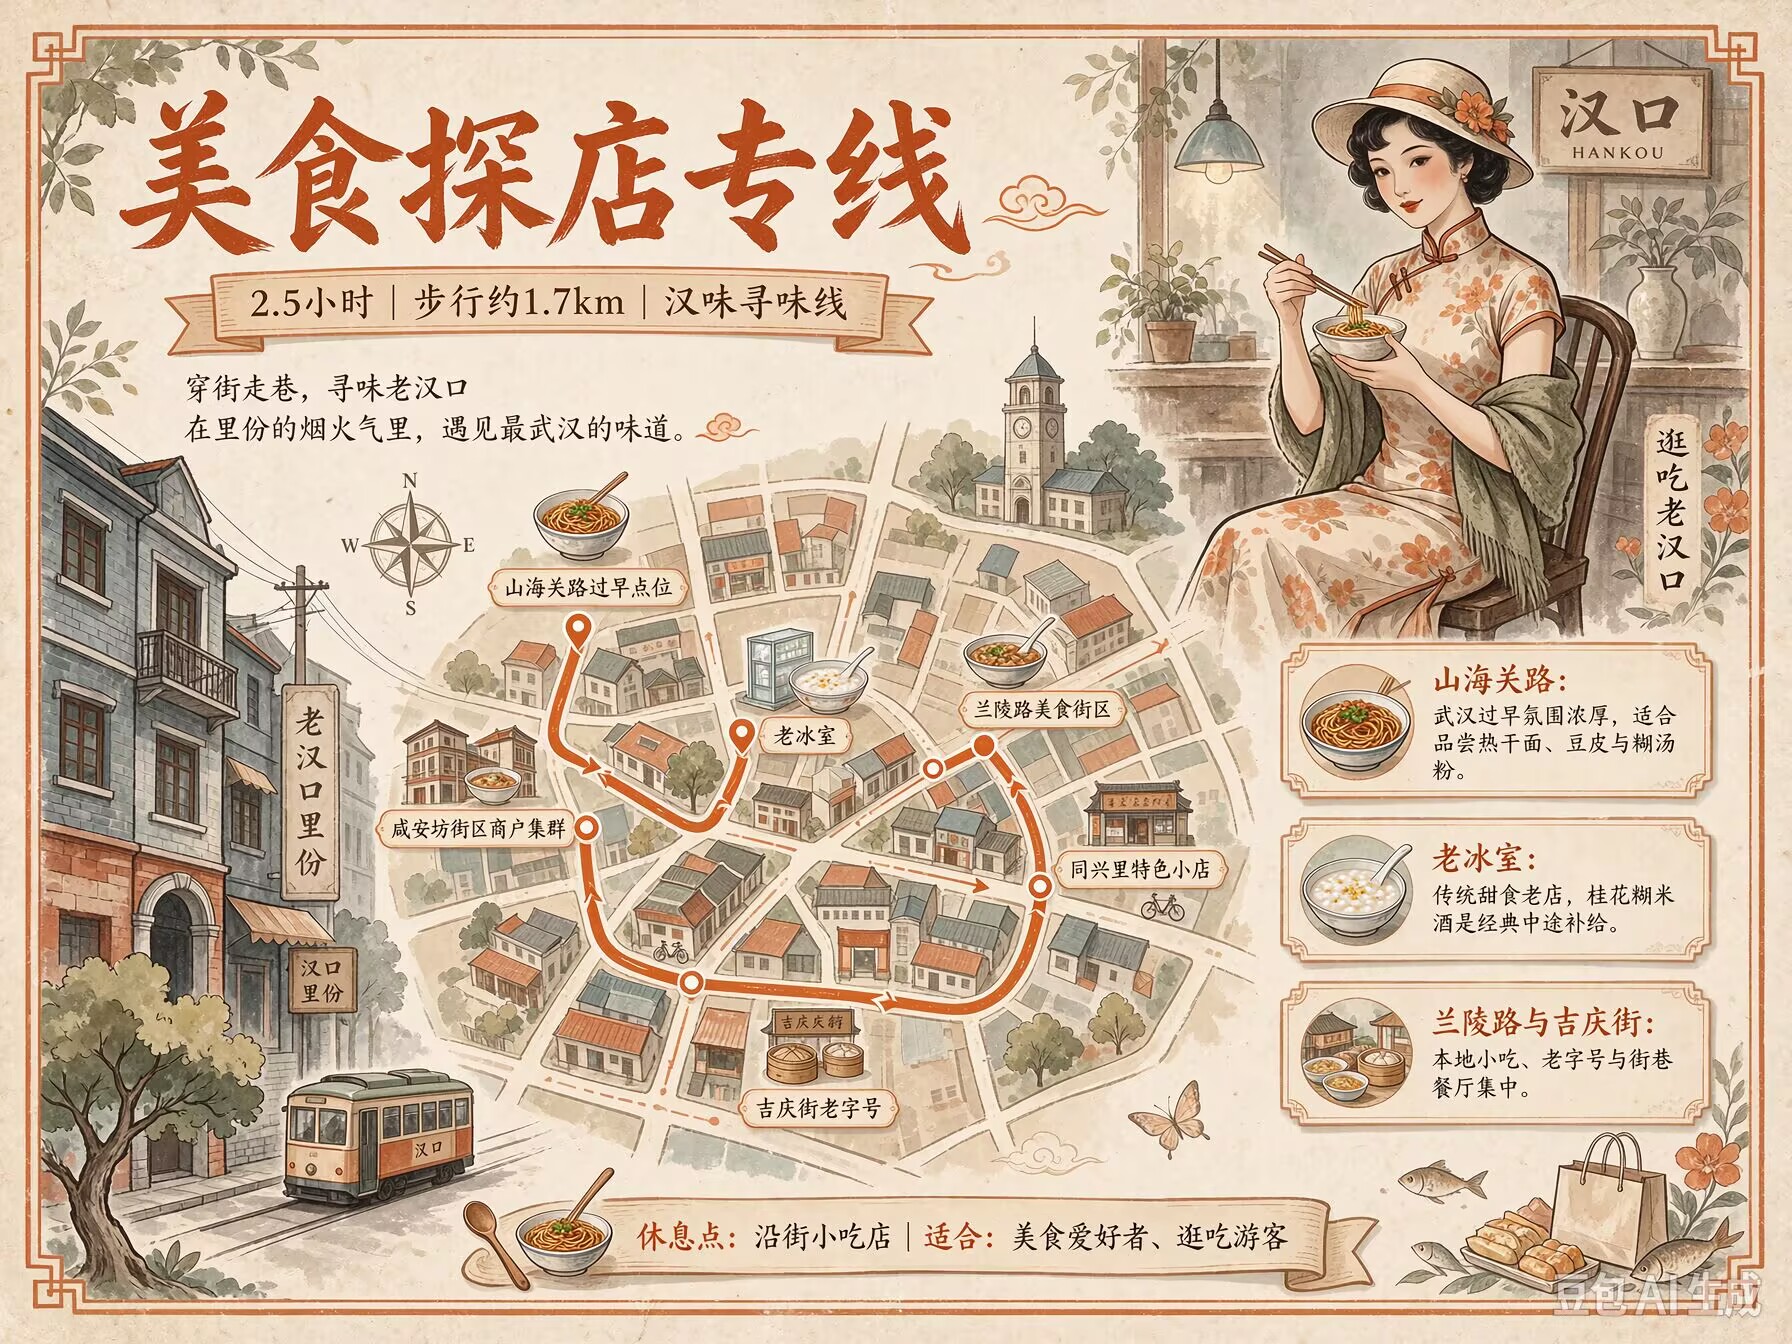 美食探店专线
2.5小时｜步行约1.7km｜汉味寻味线
穿街走巷，寻味老汉口
在里份的烟火气里，遇见最武汉的味道。
汉口
HANKOU
逛吃老汉口
N
W
E
S
山海关路过早点位
老冰室
兰陵路美食街区
咸安坊街区商户集群
同兴里特色小店
吉庆街老字号
老汉口里份
汉口
里份
汉口
山海关路：
武汉过早氛围浓厚，适合
品尝热干面、豆皮与糊汤
粉。
老冰室：
传统甜食老店，桂花糊米
酒是经典中途补给。
兰陵路与吉庆街：
本地小吃、老字号与街巷
餐厅集中。
休息点：沿街小吃店｜适合：美食爱好者、逛吃游客
豆包AI生成